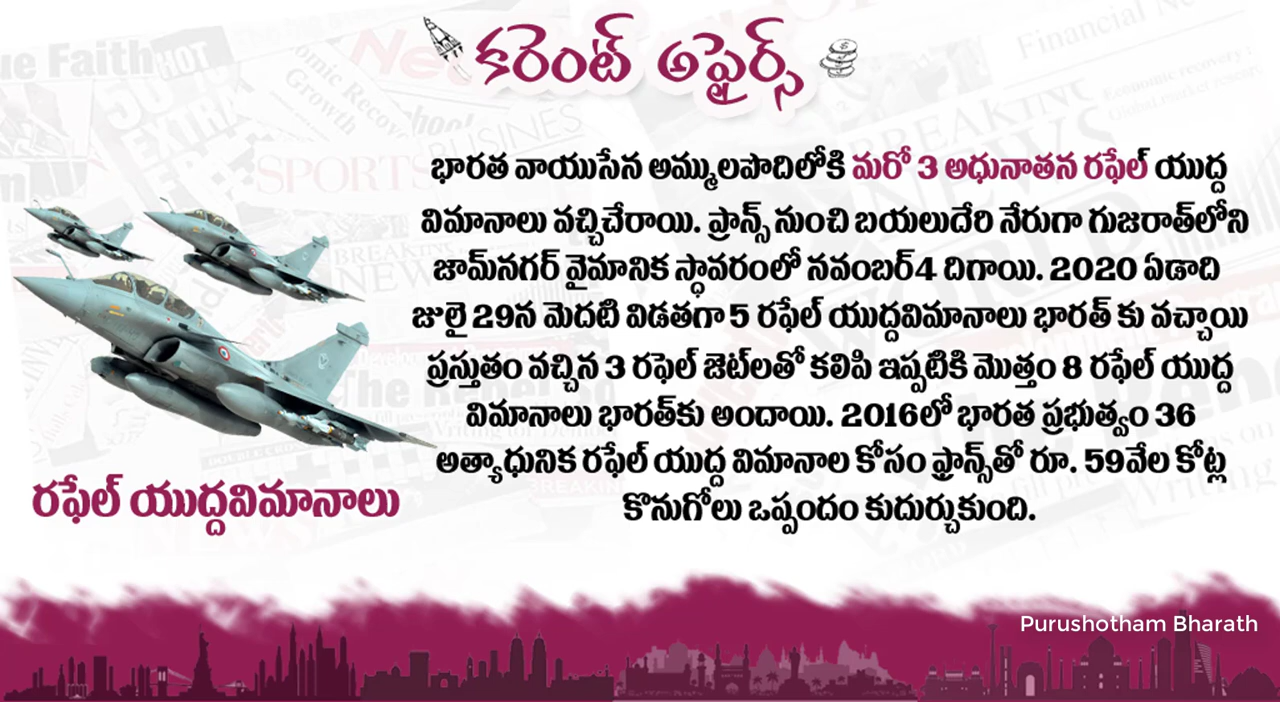 కరెంట్ అఫైర్స్
భారత వాయుసేన అమ్ములపొదిలోకి మరో 3 అధునాతన రఫేల్ యుద్ధ
విమానాలు వచ్చిచేరాయి. ఫ్రాన్స్ నుంచి బయలుదేరి నేరుగా గుజరాత్‌లోని
జామ్‌నగర్ వైమానిక స్థావరంలో నవంబర్4 దిగాయి. 2020 ఏడాది
జులై 29న మెదటి విడతగా 5 రఫేల్ యుద్ధవిమానాలు భారత్ కు వచ్చాయి
ప్రస్తుతం వచ్చిన 3 రఫెల్ జెట్‌లతో కలిపి ఇప్పటికి మొత్తం 8 రఫేల్ యుద్ధ
విమానాలు భారత్‌కు అందాయి. 2016లో భారత ప్రభుత్వం 36
అత్యాధునిక రఫేల్ యుద్ధ విమానాల కోసం ఫ్రాన్స్‌తో రూ. 59వేల కోట్ల
కొనుగోలు ఒప్పందం కుదుర్చుకుంది.
రఫేల్ యుద్ధవిమానాలు
Purushotham Bharath